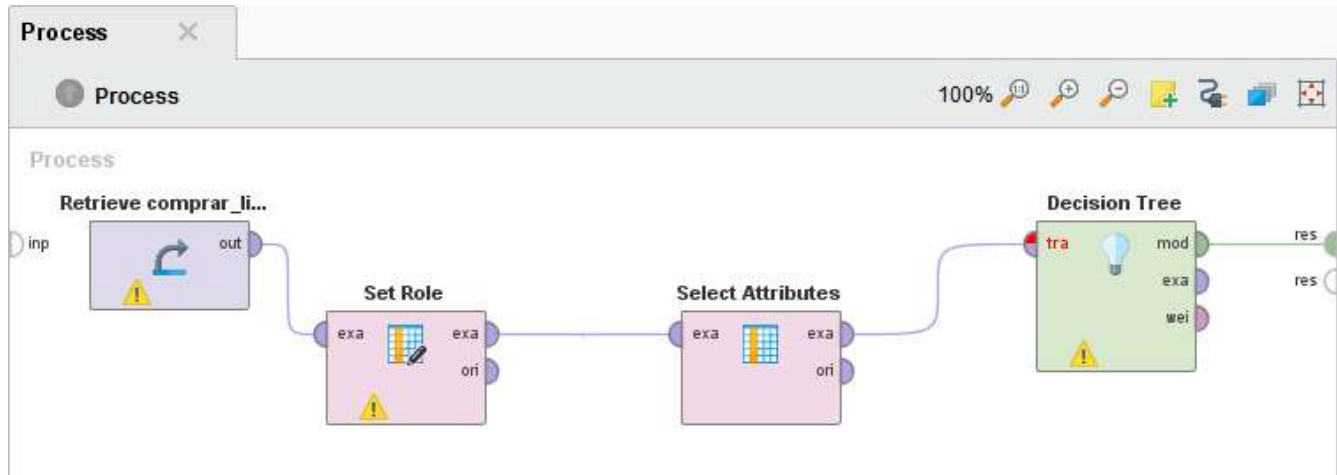 Process
Process
100%
Process
Retrieve comprar_li...
inp
out
Set Role
exa
exa
ori
Select Attributes
exa
exa
ori
Decision Tree
tra
mod
exa
wei
res
res